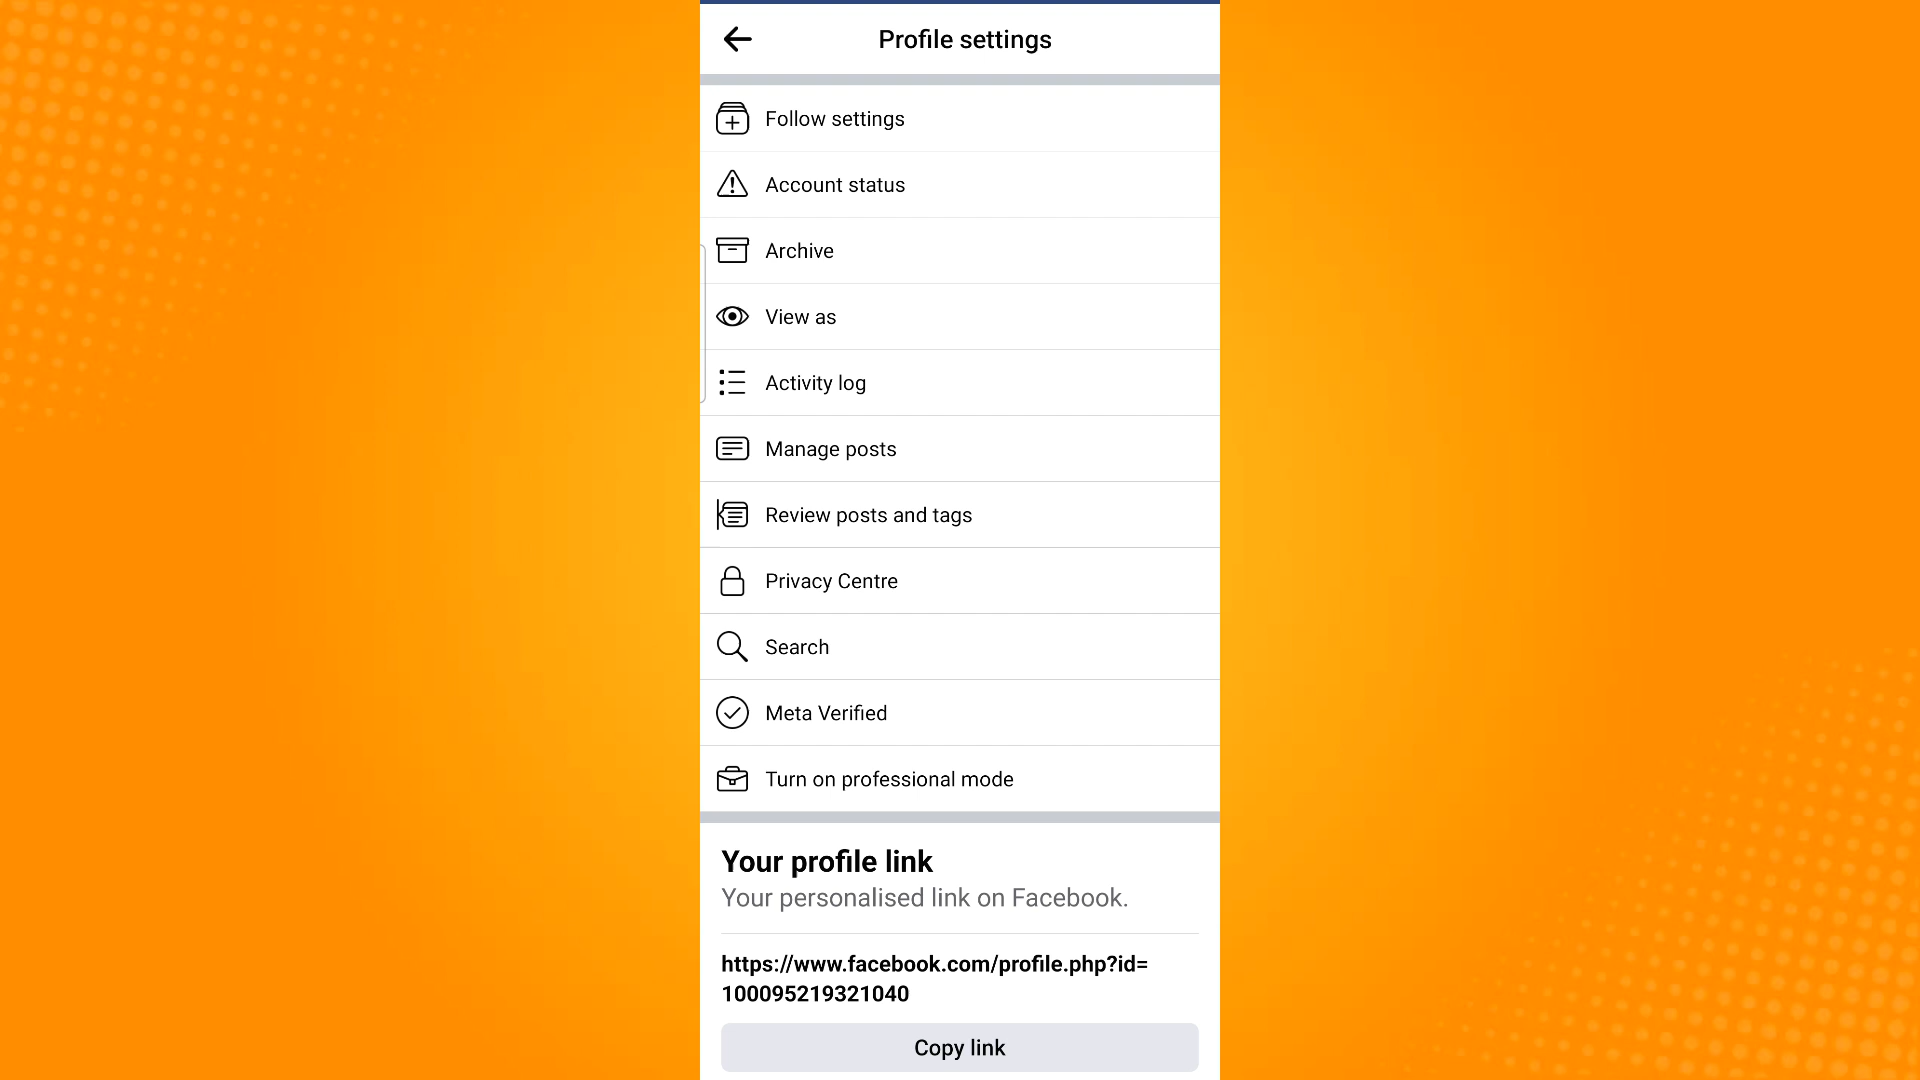 Profile settings
Follow settings
Account status
Archive
View as
Activity log
Manage posts
Review posts and tags
Privacy Centre
Search
Meta Verified
Turn on professional mode
Your profile link
Your personalised link on Facebook.
https://www.facebook.com/profile.php?id=
100095219321040
Copy link